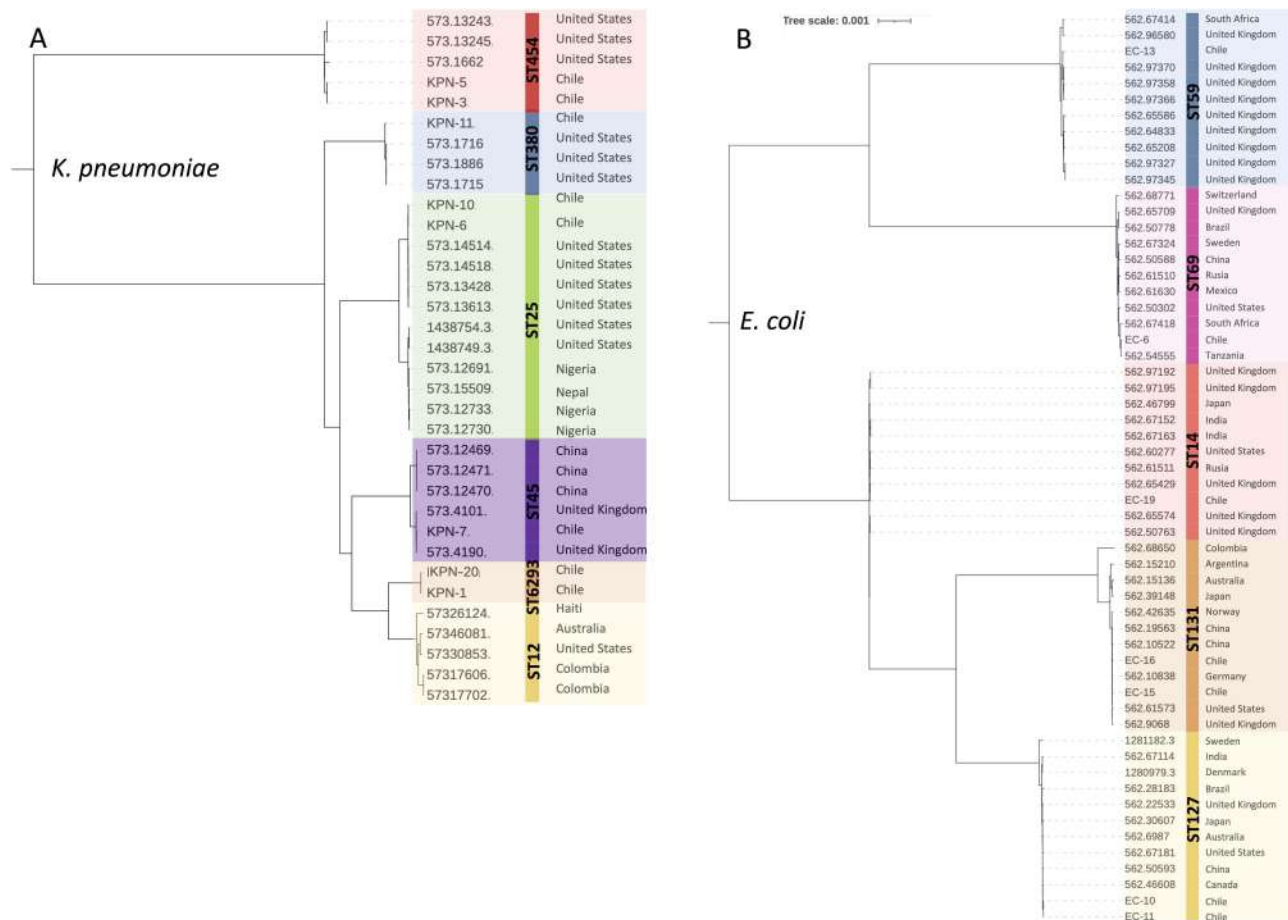 A
K. pneumoniae
573.13243. United States
573.13245. United States
573.1662 United States
KPN-5 Chile
KPN-3 Chile
ST454
KPN-11. Chile
573.1716 United States
573.1886 United States
573.1715 United States
ST380
KPN-10 Chile
KPN-6 Chile
573.14514. United States
573.14518. United States
573.13428. United States
573.13613. United States
1438754.3. United States
1438749.3. United States
573.12691. Nigeria
573.15509. Nepal
573.12733. Nigeria
573.12730. Nigeria
ST25
573.12469. China
573.12471. China
573.12470. China
573.4101. United Kingdom
KPN-7. Chile
573.4190. United Kingdom
ST45
KPN-20 Chile
KPN-1 Chile
ST6293
57326124. Haiti
57346081. Australia
57330853. United States
57317606. Colombia
57317702. Colombia
ST12
B
Tree scale: 0.001
E. coli
562.67414 South Africa
562.96580 United Kingdom
EC-13 Chile
562.97370 United Kingdom
562.97358 United Kingdom
562.97366 United Kingdom
562.65586 United Kingdom
562.64833 United Kingdom
562.65208 United Kingdom
562.97327 United Kingdom
562.97345 United Kingdom
ST59
562.68771 Switzerland
562.65709 United Kingdom
562.50778 Brazil
562.67324 Sweden
562.50588 China
562.61510 Rusia
562.61630 Mexico
562.50302 United States
562.67418 South Africa
EC-6 Chile
562.54555 Tanzania
ST69
562.97192 United Kingdom
562.97195 United Kingdom
562.46799 Japan
562.67152 India
562.67163 India
562.60277 United States
562.61511 Rusia
562.65429 United Kingdom
EC-19 Chile
562.65574 United Kingdom
562.50763 United Kingdom
ST14
562.68650 Colombia
562.15210 Argentina
562.15136 Australia
562.39148 Japan
562.42635 Norway
562.19563 China
562.10522 China
EC-16 Chile
562.10838 Germany
EC-15 Chile
562.61573 United States
562.9068 United Kingdom
ST131
1281182.3 Sweden
562.67114 India
1280979.3 Denmark
562.28183 Brazil
562.22533 United Kingdom
562.30607 Japan
562.6987 Australia
562.67181 United States
562.50593 China
562.46608 Canada
EC-10 Chile
EC-11 Chile
ST127